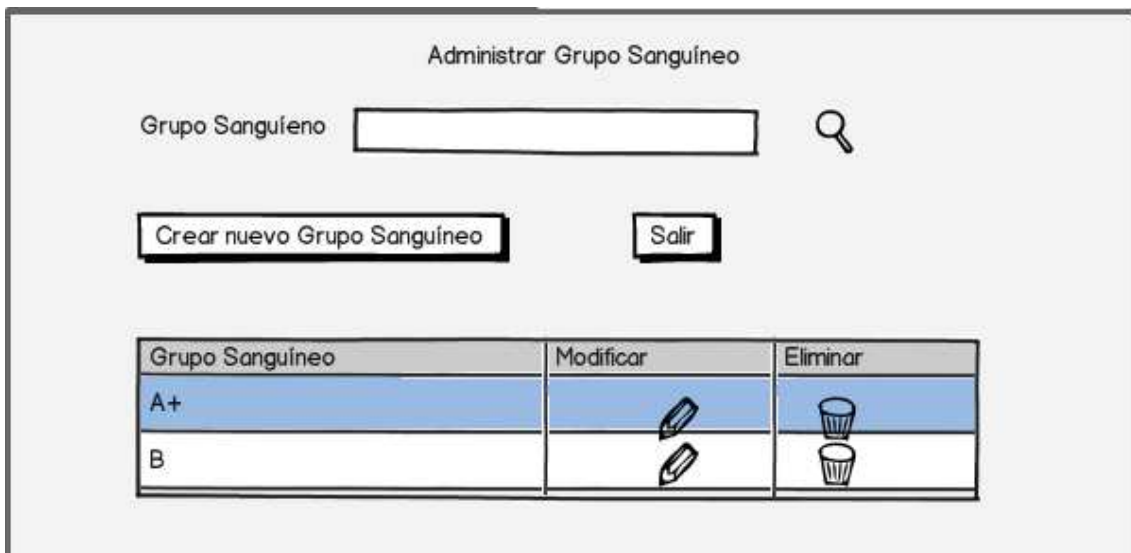 Administrar Grupo Sanguíneo
Grupo Sanguíeno
Crear nuevo Grupo Sanguíneo Salir
Grupo Sanguíneo Modificar Eliminar
A+
B